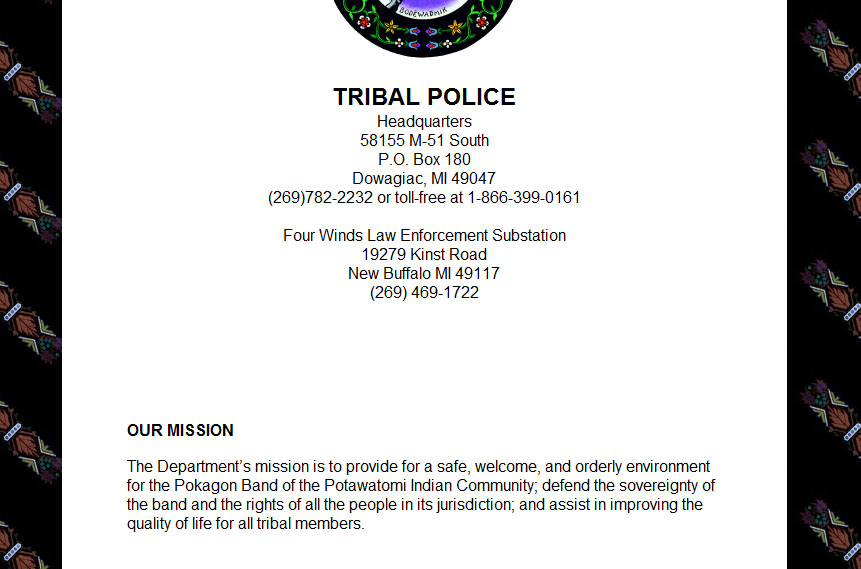 BODEWADMIK
TRIBAL POLICE
Headquarters
58155 M-51 South
P.O. Box 180
Dowagiac, MI 49047
(269)782-2232 or toll-free at 1-866-399-0161
Four Winds Law Enforcement Substation
19279 Kinst Road
New Buffalo MI 49117
(269) 469-1722
OUR MISSION
The Department’s mission is to provide for a safe, welcome, and orderly environment
for the Pokagon Band of the Potawatomi Indian Community; defend the sovereignty of
the band and the rights of all the people in its jurisdiction; and assist in improving the
quality of life for all tribal members.